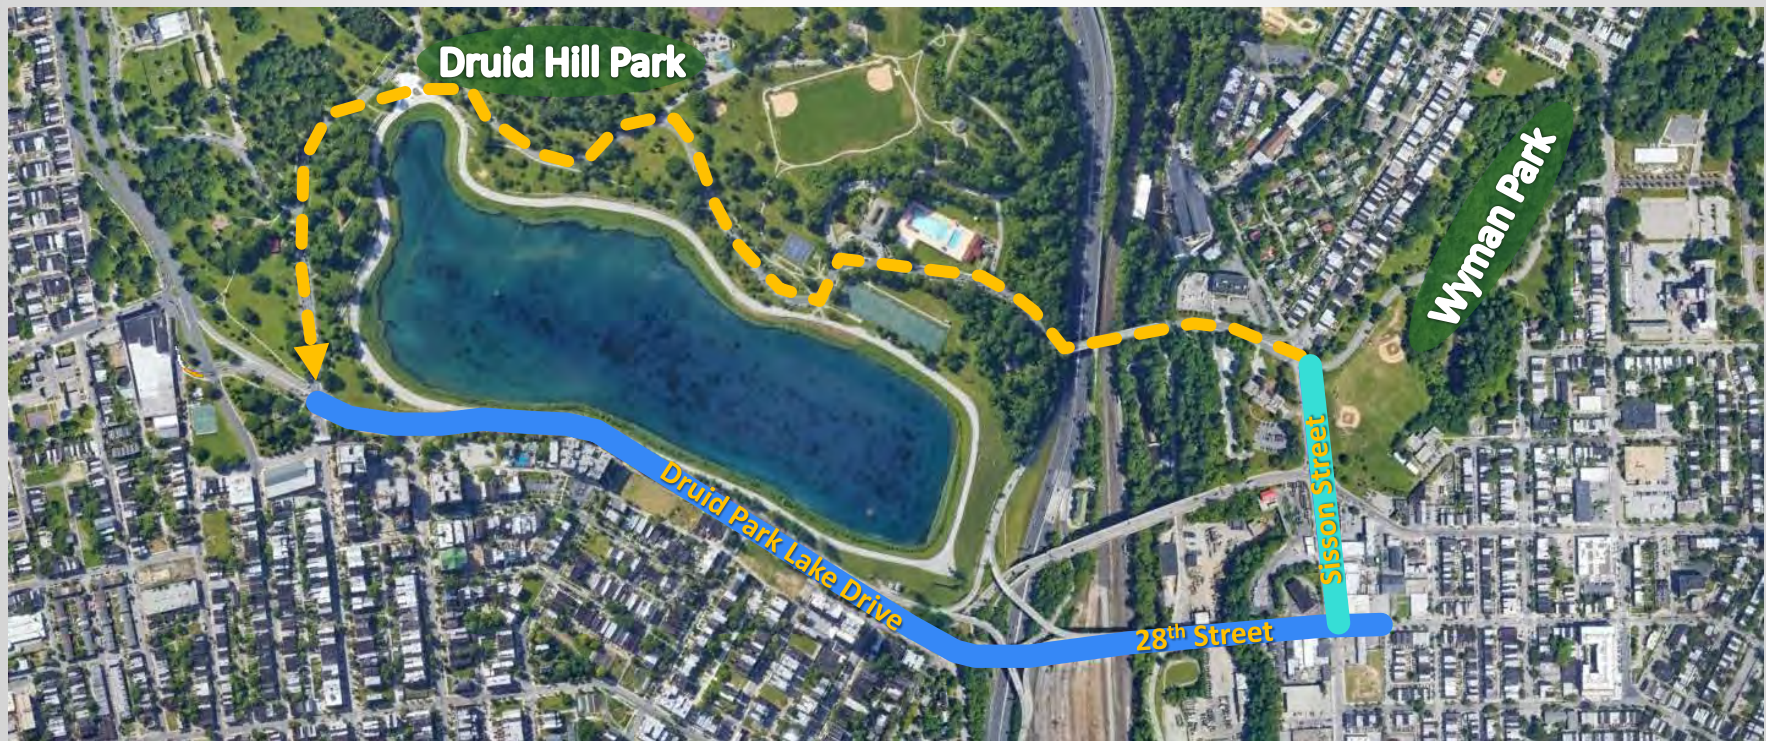 Druid Hill Park
Wyman Park
Druid Park Lake Drive
Sisson Street
28th Street